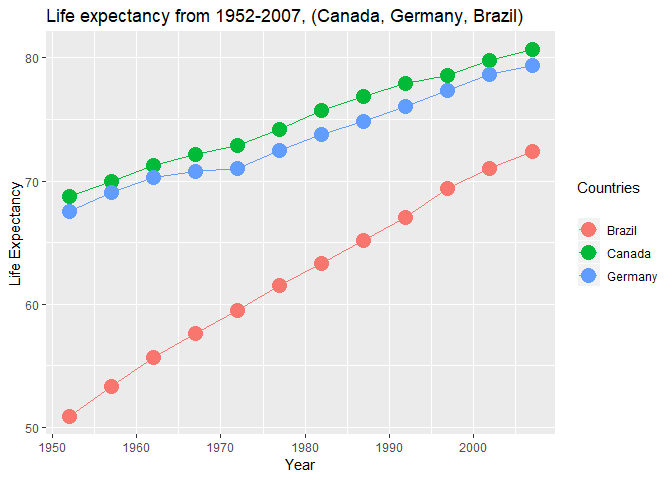 Life expectancy from 1952-2007, (Canada, Germany, Brazil)
80
70
60
50
Life Expectancy
1950 1960 1970 1980 1990 2000
Year
Countries
Brazil
Canada
Germany